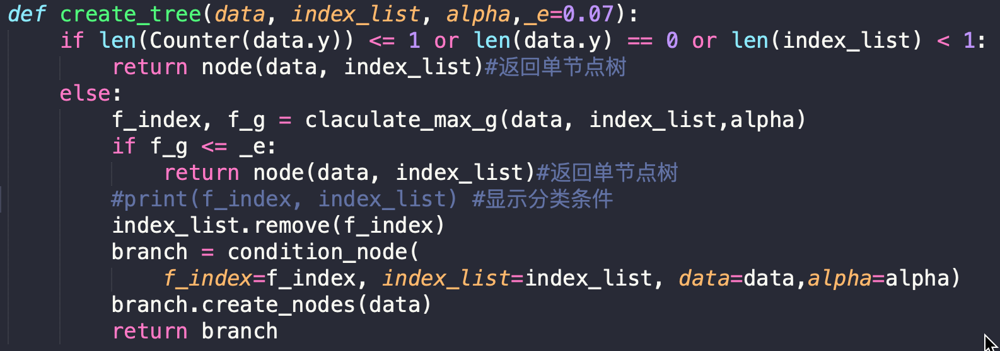 def create_tree(data, index_list, alpha,_e=0.07):
    if len(Counter(data.y)) <= 1 or len(data.y) == 0 or len(index_list) < 1:
        return node(data, index_list)#返回单节点树
    else:
        f_index, f_g = claculate_max_g(data, index_list,alpha)
        if f_g <= _e:
            return node(data, index_list)#返回单节点树
        #print(f_index, index_list) #显示分类条件
        index_list.remove(f_index)
        branch = condition_node(
            f_index=f_index, index_list=index_list, data=data,alpha=alpha)
        branch.create_nodes(data)
        return branch